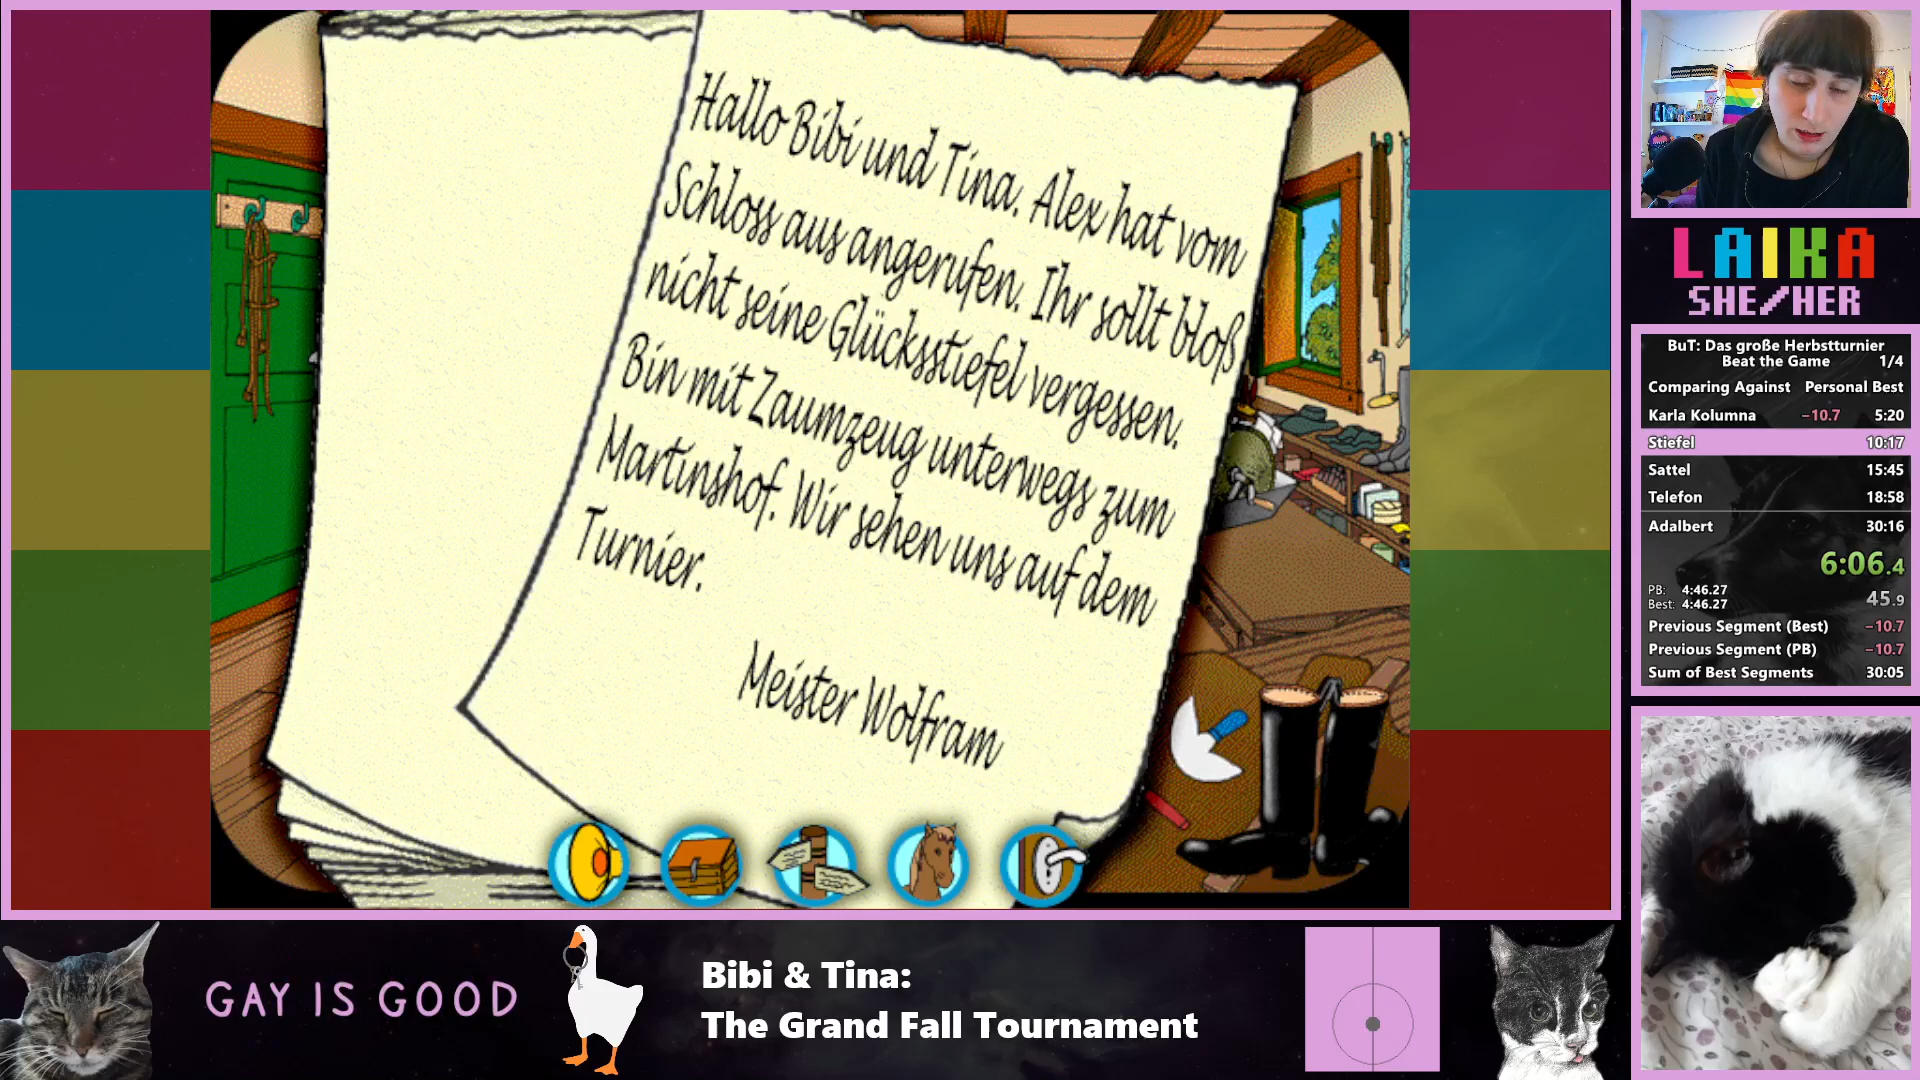 Hallo Bibi und Tina. Alex hat vom
Schloss aus angerufen. Ihr sollt bloß
nicht seine Glücksstiefel vergessen.
Bin mit Zaumzeug unterwegs zum
Martinshof. Wir sehen uns auf dem
Turnier.
Meister Wolfram
LAIKA
SHE/HER
BuT: Das große Herbstturnier
Beat the Game 1/4
Comparing Against Personal Best
Karla Kolumna −10.7 5:20
Stiefel 10:17
Sattel 15:45
Telefon 18:58
Adalbert 30:16
6:06.4
PB: 4:46.27
Best: 4:46.27
45.9
Previous Segment (Best) −10.7
Previous Segment (PB) −10.7
Sum of Best Segments 30:05
GAY IS GOOD
Bibi & Tina:
The Grand Fall Tournament